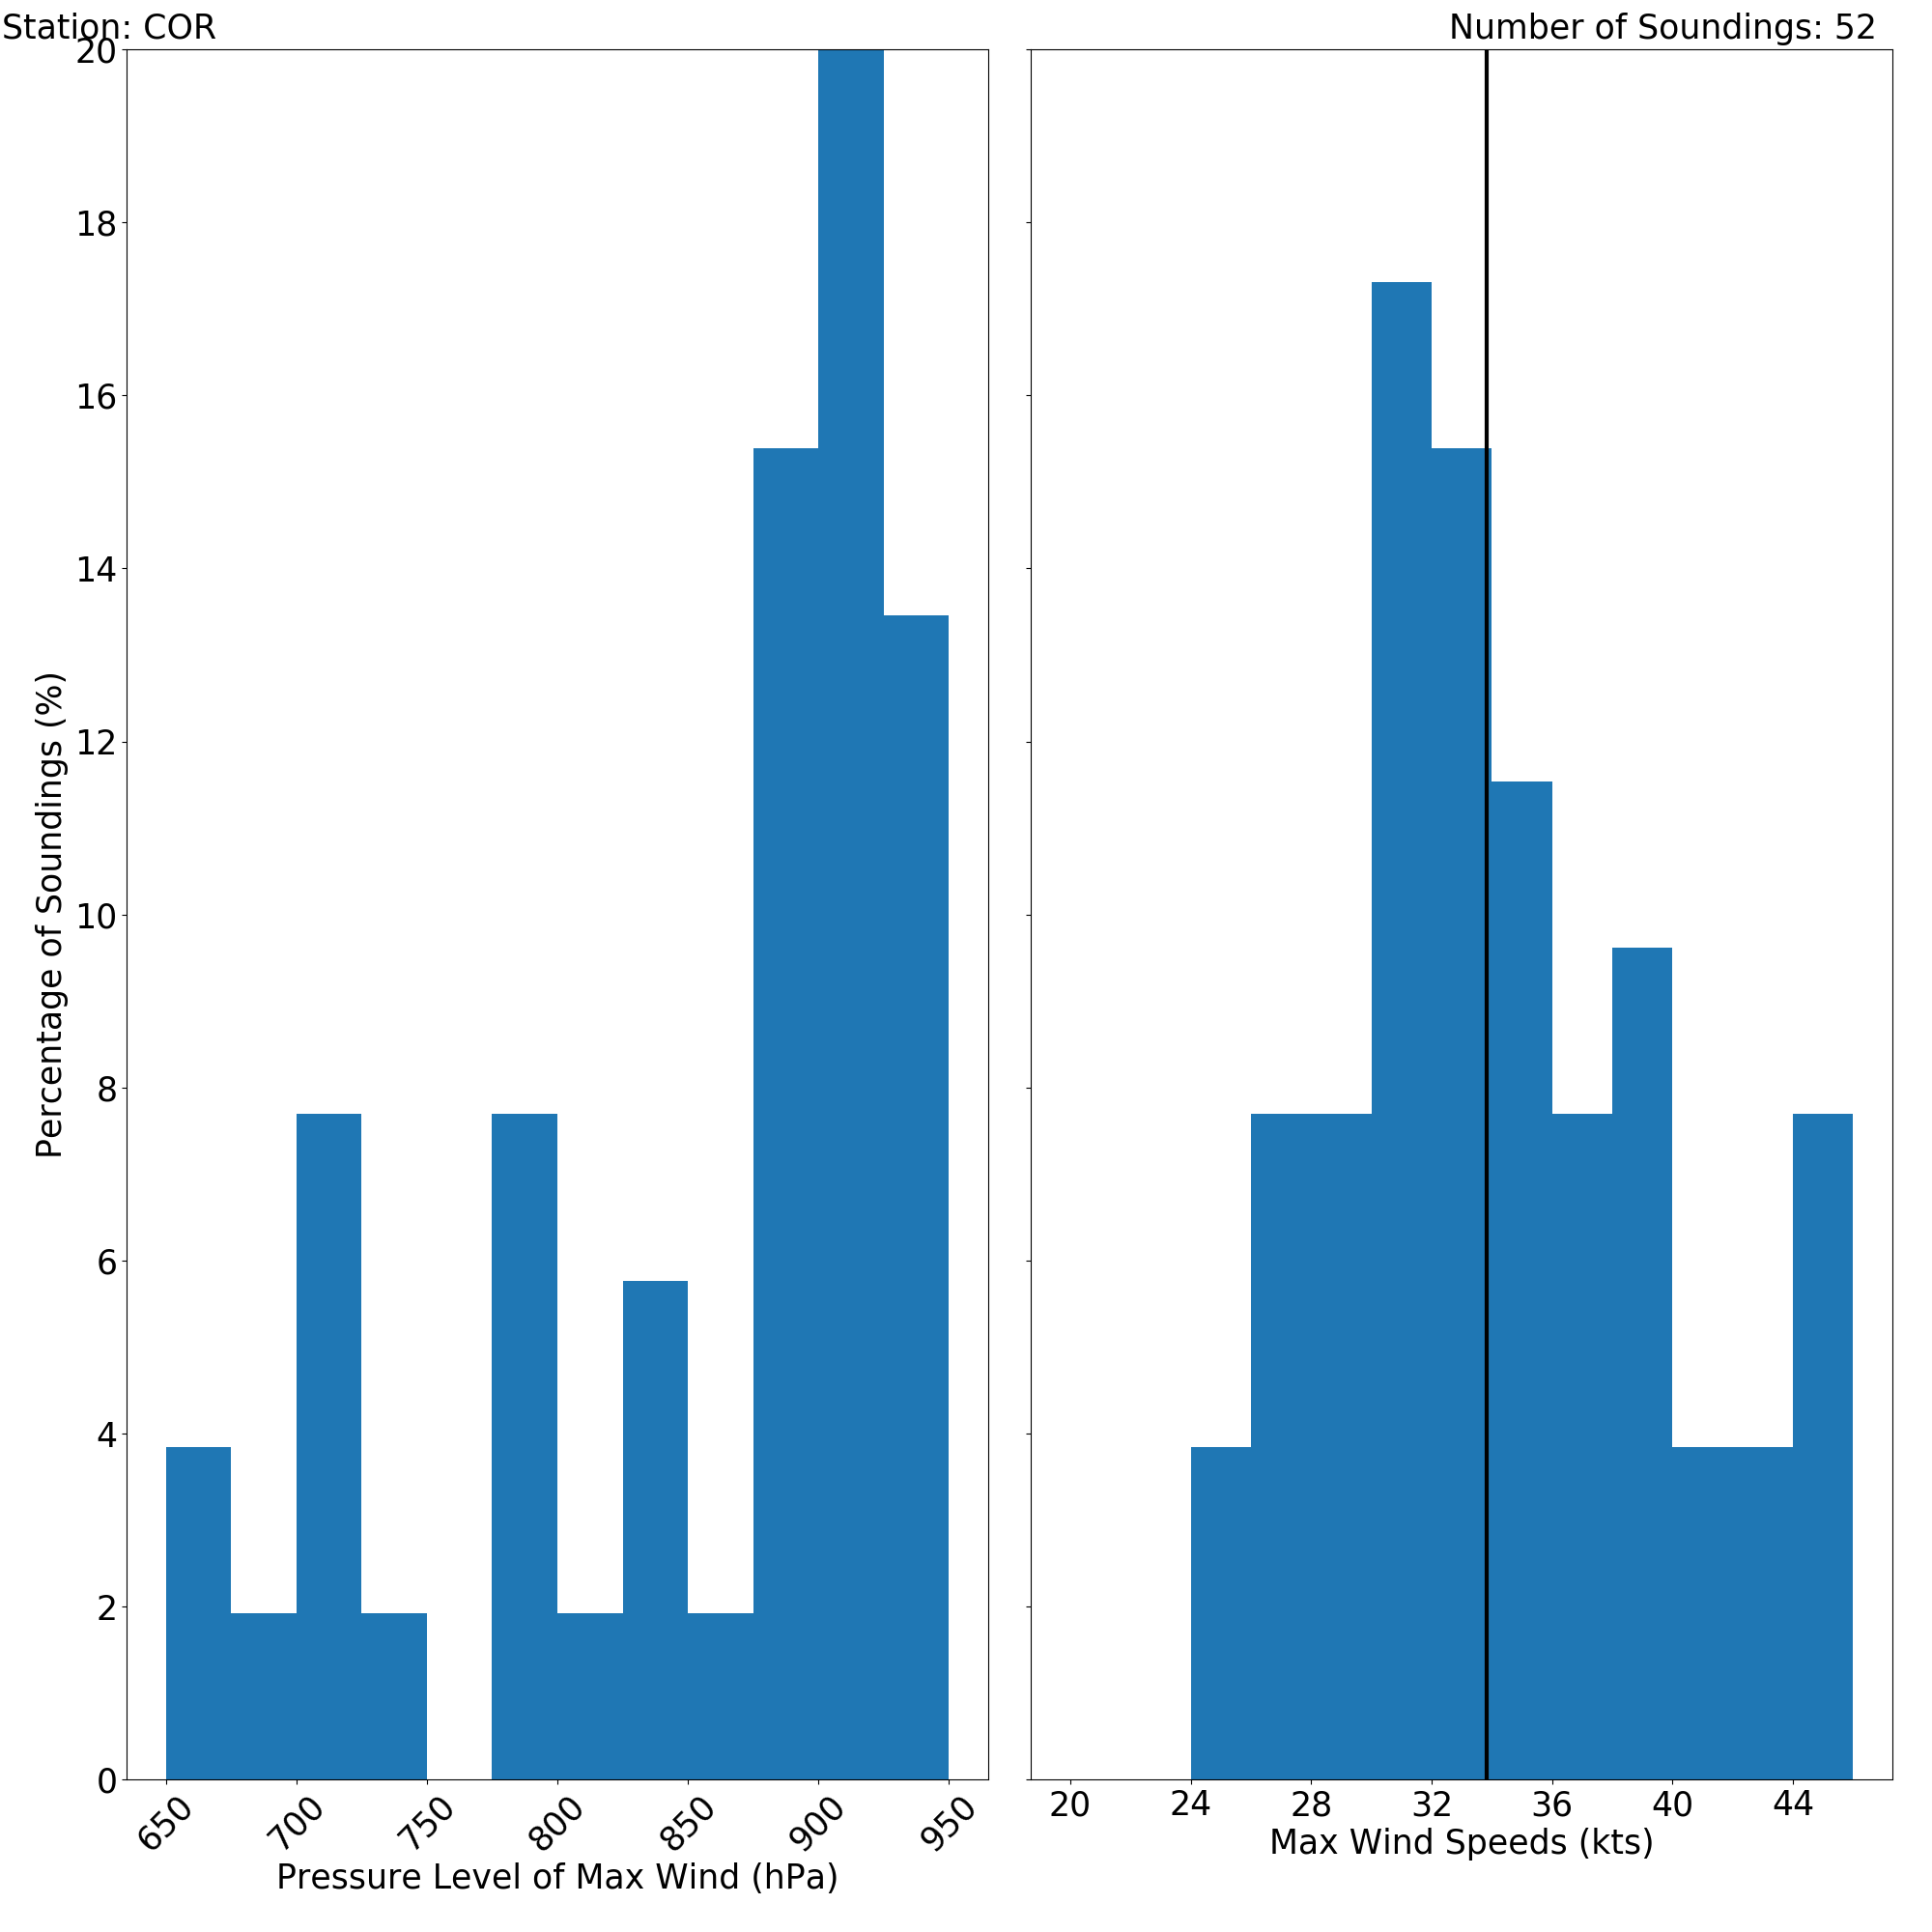 Station: COR
Number of Soundings: 52
Percentage of Soundings (%)
20
18
16
14
12
10
8
6
4
2
0
650 700 750 800 850 900 950
Pressure Level of Max Wind (hPa)
20 24 28 32 36 40 44
Max Wind Speeds (kts)